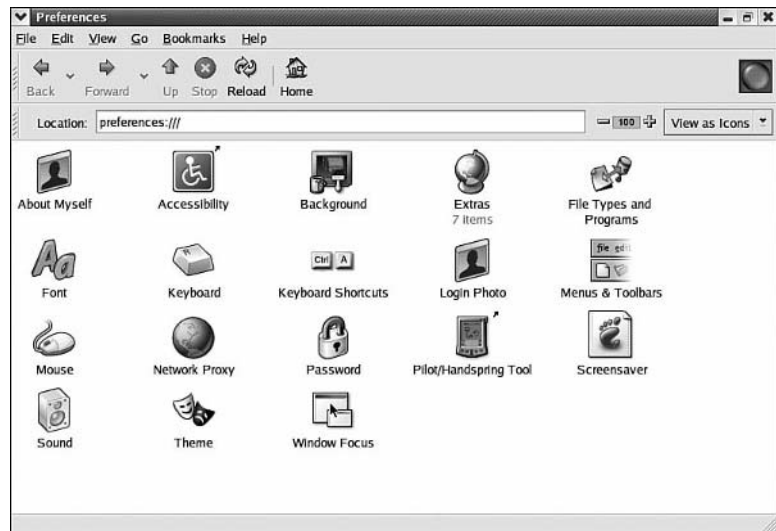 Preferences
File Edit View Go Bookmarks Help
Back Forward Up Stop Reload Home
Location: preferences:/// 100 View as Icons
About Myself Accessibility Background Extras File Types and
7 items Programs
file edit
R
Aa Ctrl A
Font Keyboard Keyboard Shortcuts Login Photo Menus & Toolbars
Mouse Network Proxy Password Pilot/Handspring Tool Screensaver
Sound Theme Window Focus